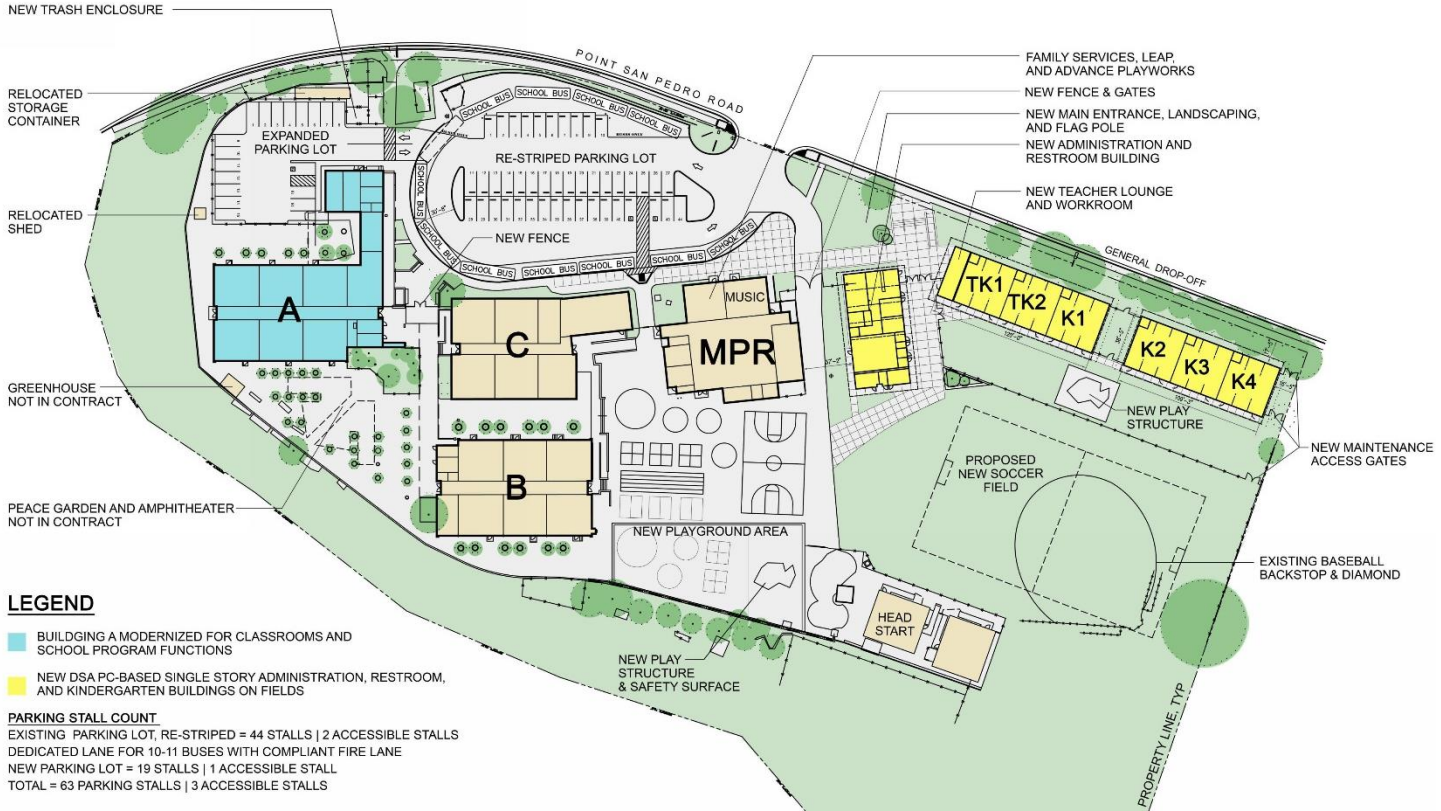 NEW TRASH ENCLOSURE
RELOCATED
STORAGE
CONTAINER
EXPANDED
PARKING LOT
RELOCATED
SHED
POINT SAN PEDRO ROAD
SCHOOL BUS
SCHOOL BUS
SCHOOL BUS
SCHOOL BUS
SCHOOL BUS
RE-STRIPED PARKING LOT
SCHOOL BUS
SCHOOL BUS
NEW FENCE
SCHOOL BUS
SCHOOL BUS
SCHOOL BUS
SCHOOL BUS
SCHOOL BUS
FAMILY SERVICES, LEAP,
AND ADVANCE PLAYWORKS
NEW FENCE & GATES
NEW MAIN ENTRANCE, LANDSCAPING,
AND FLAG POLE
NEW ADMINISTRATION AND
RESTROOM BUILDING
NEW TEACHER LOUNGE
AND WORKROOM
GENERAL DROP-OFF
A
C
MUSIC
MPR
TK1
TK2
K1
K2
K3
K4
GREENHOUSE
NOT IN CONTRACT
NEW PLAY
STRUCTURE
NEW MAINTENANCE
ACCESS GATES
B
PROPOSED
NEW SOCCER
FIELD
PEACE GARDEN AND AMPHITHEATER
NOT IN CONTRACT
NEW PLAYGROUND AREA
EXISTING BASEBALL
BACKSTOP & DIAMOND
HEAD
START
NEW PLAY
STRUCTURE
& SAFETY SURFACE
PROPERTY LINE, TYP
LEGEND
BUILDGING A MODERNIZED FOR CLASSROOMS AND
SCHOOL PROGRAM FUNCTIONS
NEW DSA PC-BASED SINGLE STORY ADMINISTRATION, RESTROOM,
AND KINDERGARTEN BUILDINGS ON FIELDS
PARKING STALL COUNT
EXISTING PARKING LOT, RE-STRIPED = 44 STALLS | 2 ACCESSIBLE STALLS
DEDICATED LANE FOR 10-11 BUSES WITH COMPLIANT FIRE LANE
NEW PARKING LOT = 19 STALLS | 1 ACCESSIBLE STALL
TOTAL = 63 PARKING STALLS | 3 ACCESSIBLE STALLS